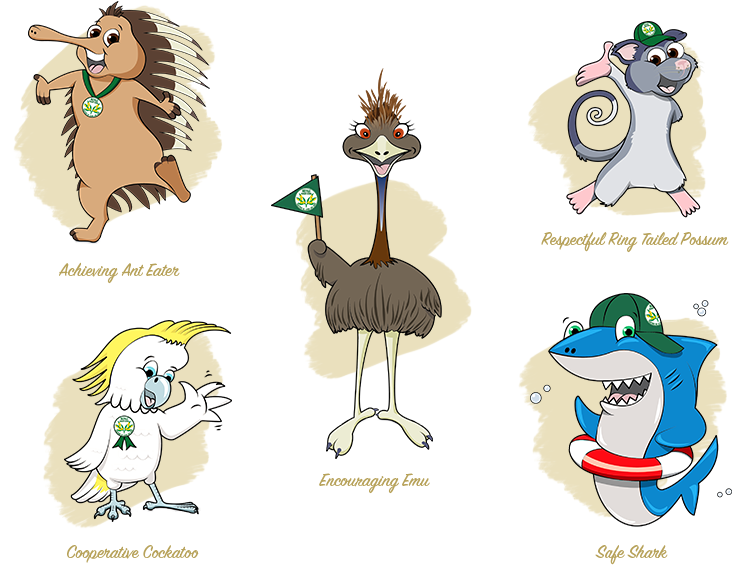 Achieving Ant Eater
Respectful Ring Tailed Possum
Encouraging Emu
Cooperative Cockatoo
Safe Shark